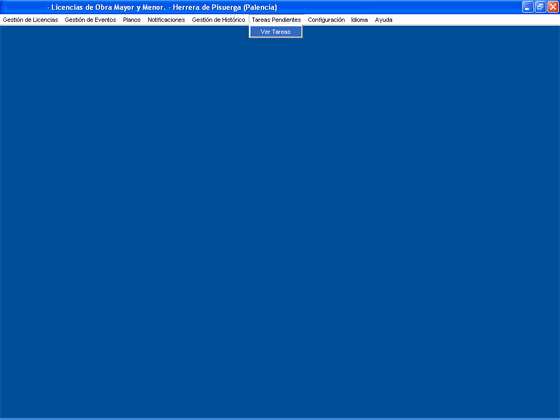 - Licencias de Obra Mayor y Menor. - Herrera de Pisuerga (Palencia)
Gestión de Licencias Gestión de Eventos Planos Notificaciones Gestión de Histórico Tareas Pendientes Configuración Idioma Ayuda
Ver Tareas